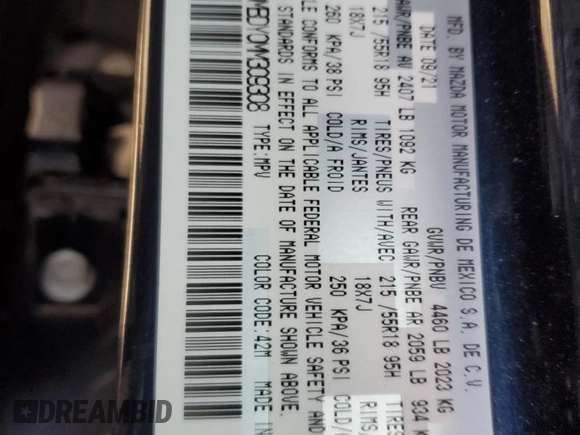 MFD. BY MAZDA MOTOR MANUFACTURING DE MEXICO S.A. DE C.V.
DATE 09/21 GVWR/PNBV 4460 LB 2023 KG
GAWR/PNBE AV 2407 LB 1092 KG REAR GAWR/PNBE AR 2059 LB 934 KG
215 /55R18 95H TIRES/PNEUS WITH/AVEC 215 /55R18 95H TIRES
18X7J RIMS/JANTES 18X7J RIMS/
260 KPA/38 PSI COLD/A FROID 250 KPA/36 PSI COLD/A
CONFORMS TO ALL APPLICABLE FEDERAL MOTOR VEHICLE SAFETY AND
STANDARDS IN EFFECT ON THE DATE OF MANUFACTURE SHOWN ABOVE.
TYPE:MPV COLOR CODE:42M
DREAMBID